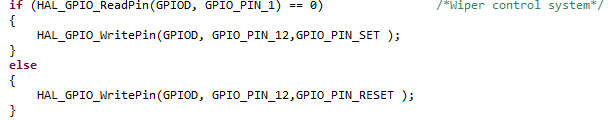 if (HAL_GPIO_ReadPin(GPIOD, GPIO_PIN_1) == 0) /*Wiper control system*/
{
HAL_GPIO_WritePin(GPIOD, GPIO_PIN_12,GPIO_PIN_SET );
}
else
{
HAL_GPIO_WritePin(GPIOD, GPIO_PIN_12,GPIO_PIN_RESET );
}